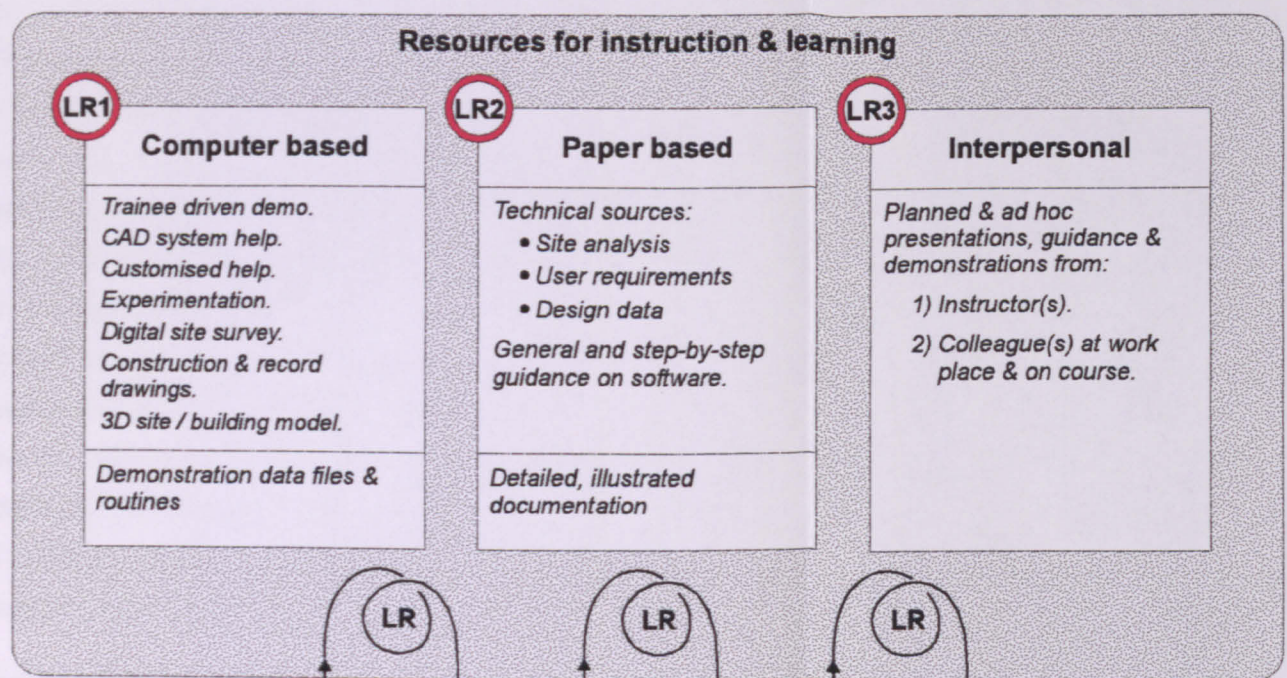 Resources for instruction & learning
LR1
Computer based
Trainee driven demo.
CAD system help.
Customised help.
Experimentation.
Digital site survey.
Construction & record
drawings.
3D site / building model.
Demonstration data files &
routines
LR2
Paper based
Technical sources:
• Site analysis
• User requirements
• Design data
General and step-by-step
guidance on software.
Detailed, illustrated
documentation
LR3
Interpersonal
Planned & ad hoc
presentations, guidance &
demonstrations from:
1) Instructor(s).
2) Colleague(s) at work
place & on course.
LR
LR
LR